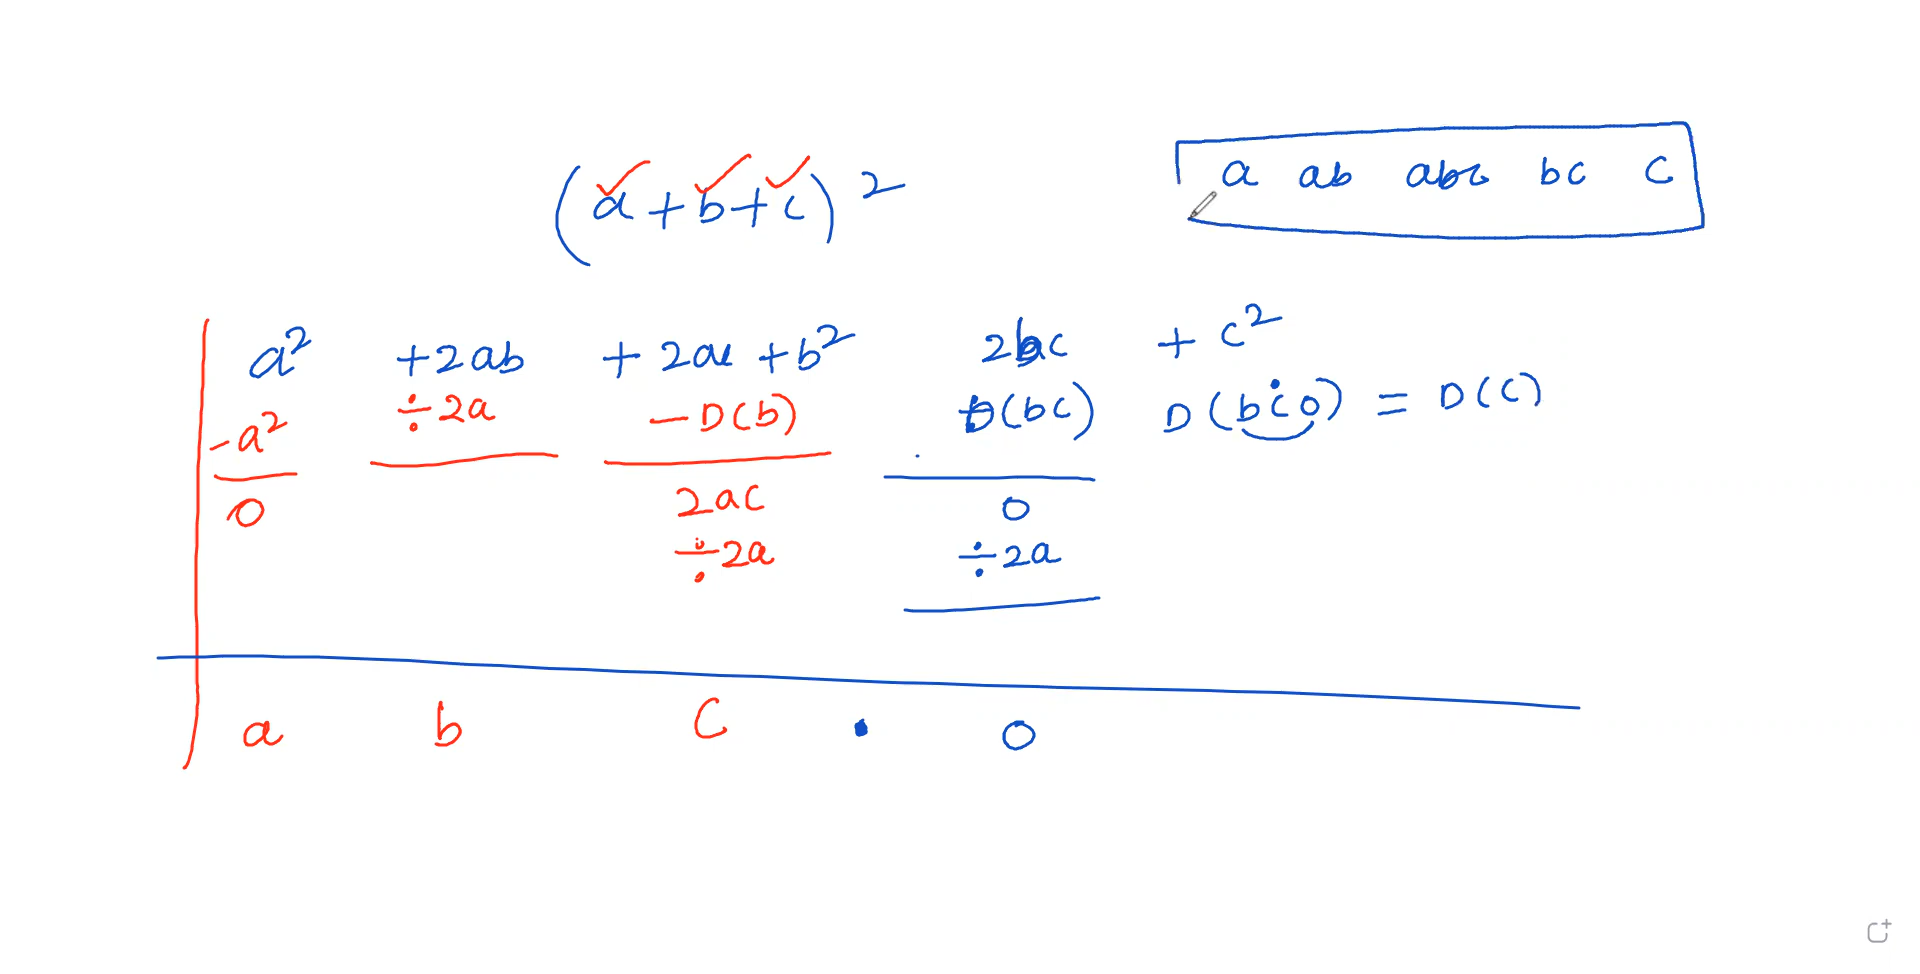 (a+b+c)²
a ab abc bc c
a² +2ab +2ac +b² 2bc + c²
-a² ÷2a -D(b) D(bc) D(bc0) = D(c)
0 2ac 0
÷2a ÷2a
a b c . 0